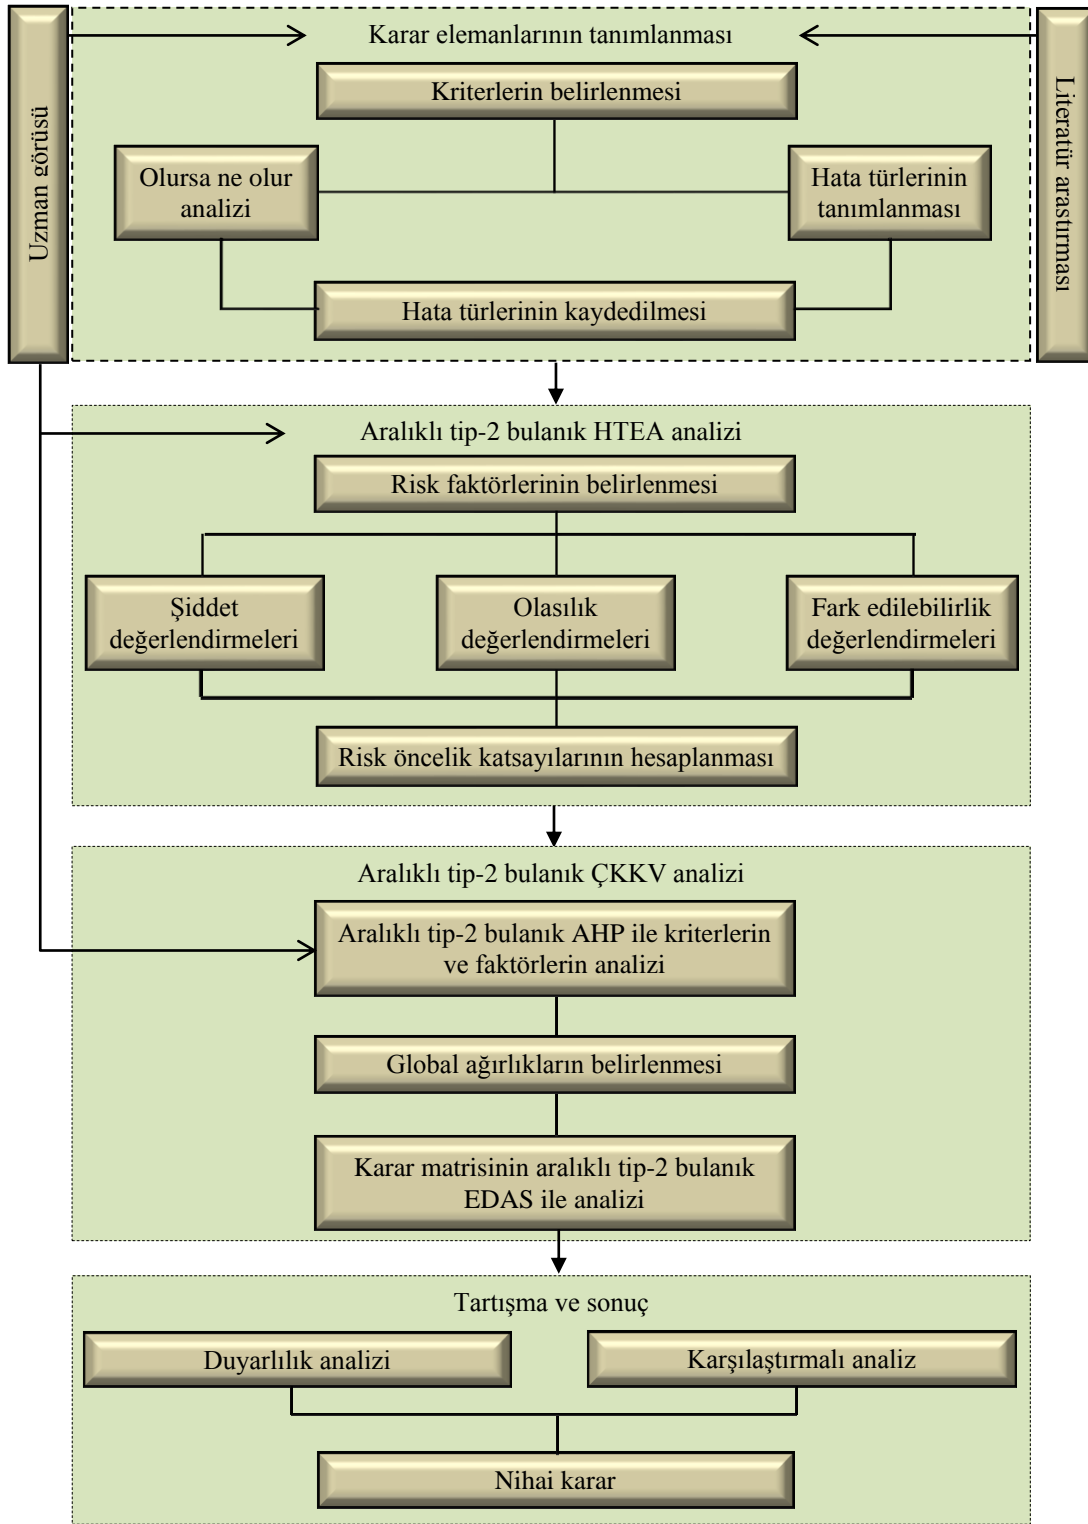 Uzman görüsü
Karar elemanlarının tanımlanması
Literatür arastırması
Kriterlerin belirlenmesi
Olursa ne olur
analizi
Hata türlerinin
tanımlanması
Hata türlerinin kaydedilmesi
Aralıklı tip-2 bulanık HTEA analizi
Risk faktörlerinin belirlenmesi
Şiddet
değerlendirmeleri
Olasılık
değerlendirmeleri
Fark edilebilirlik
değerlendirmeleri
Risk öncelik katsayılarının hesaplanması
Aralıklı tip-2 bulanık ÇKKV analizi
Aralıklı tip-2 bulanık AHP ile kriterlerin
ve faktörlerin analizi
Global ağırlıkların belirlenmesi
Karar matrisinin aralıklı tip-2 bulanık
EDAS ile analizi
Tartışma ve sonuç
Duyarlılık analizi
Karşılaştırmalı analiz
Nihai karar